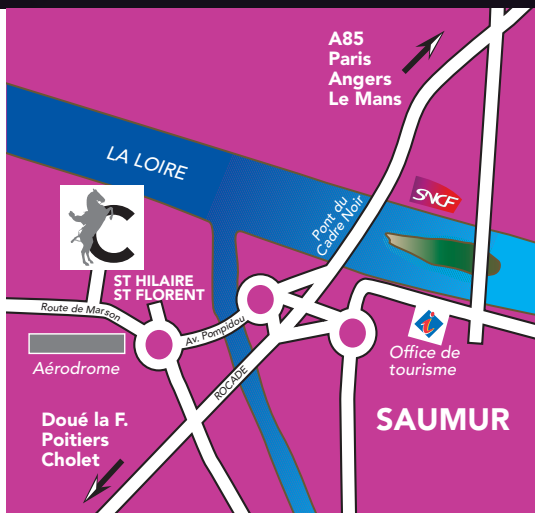 A85
Paris
Angers
Le Mans
LA LOIRE
SNCF
Pont du
Cadre Noir
C
ST HILAIRE
ST FLORENT
Route de Marson
Av. Pompidou
i
Office de
tourisme
Aérodrome
ROCADE
SAUMUR
Doué la F.
Poitiers
Cholet